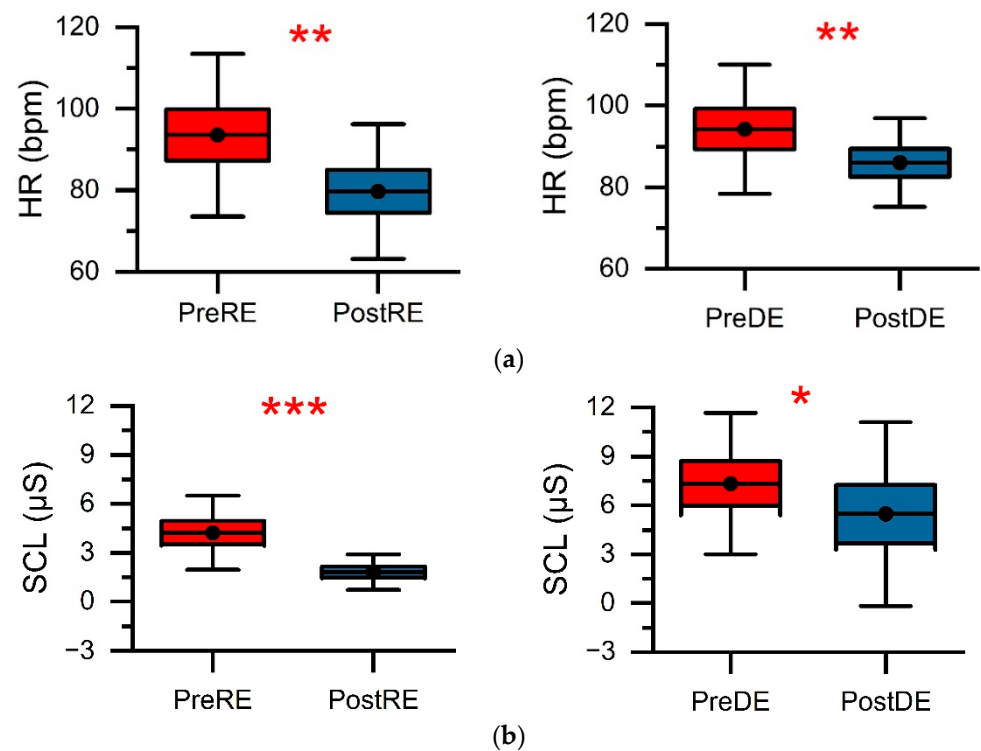 **
HR (bpm)
120
100
80
60
PreRE
PostRE
**
HR (bpm)
120
100
80
60
PreDE
PostDE
(a)
***
SCL (µS)
12
9
6
3
0
−3
PreRE
PostRE
*
SCL (µS)
12
9
6
3
0
−3
PreDE
PostDE
(b)